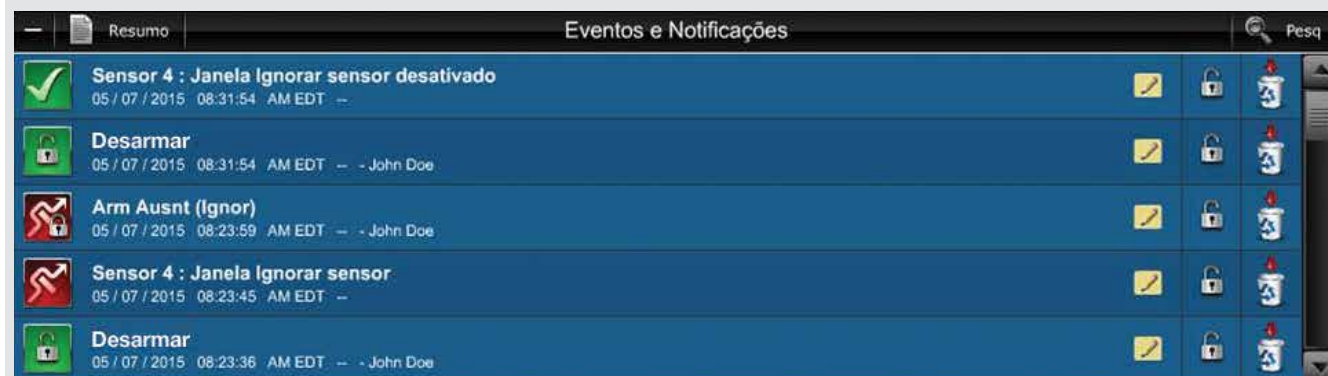 – Resumo Eventos e Notificações Pesq
Sensor 4 : Janela Ignorar sensor desativado
05 / 07 / 2015 08:31:54 AM EDT --
Desarmar
05 / 07 / 2015 08:31:54 AM EDT -- - John Doe
Arm Ausnt (Ignor)
05 / 07 / 2015 08:23:59 AM EDT -- - John Doe
Sensor 4 : Janela Ignorar sensor
05 / 07 / 2015 08:23:45 AM EDT --
Desarmar
05 / 07 / 2015 08:23:36 AM EDT -- - John Doe